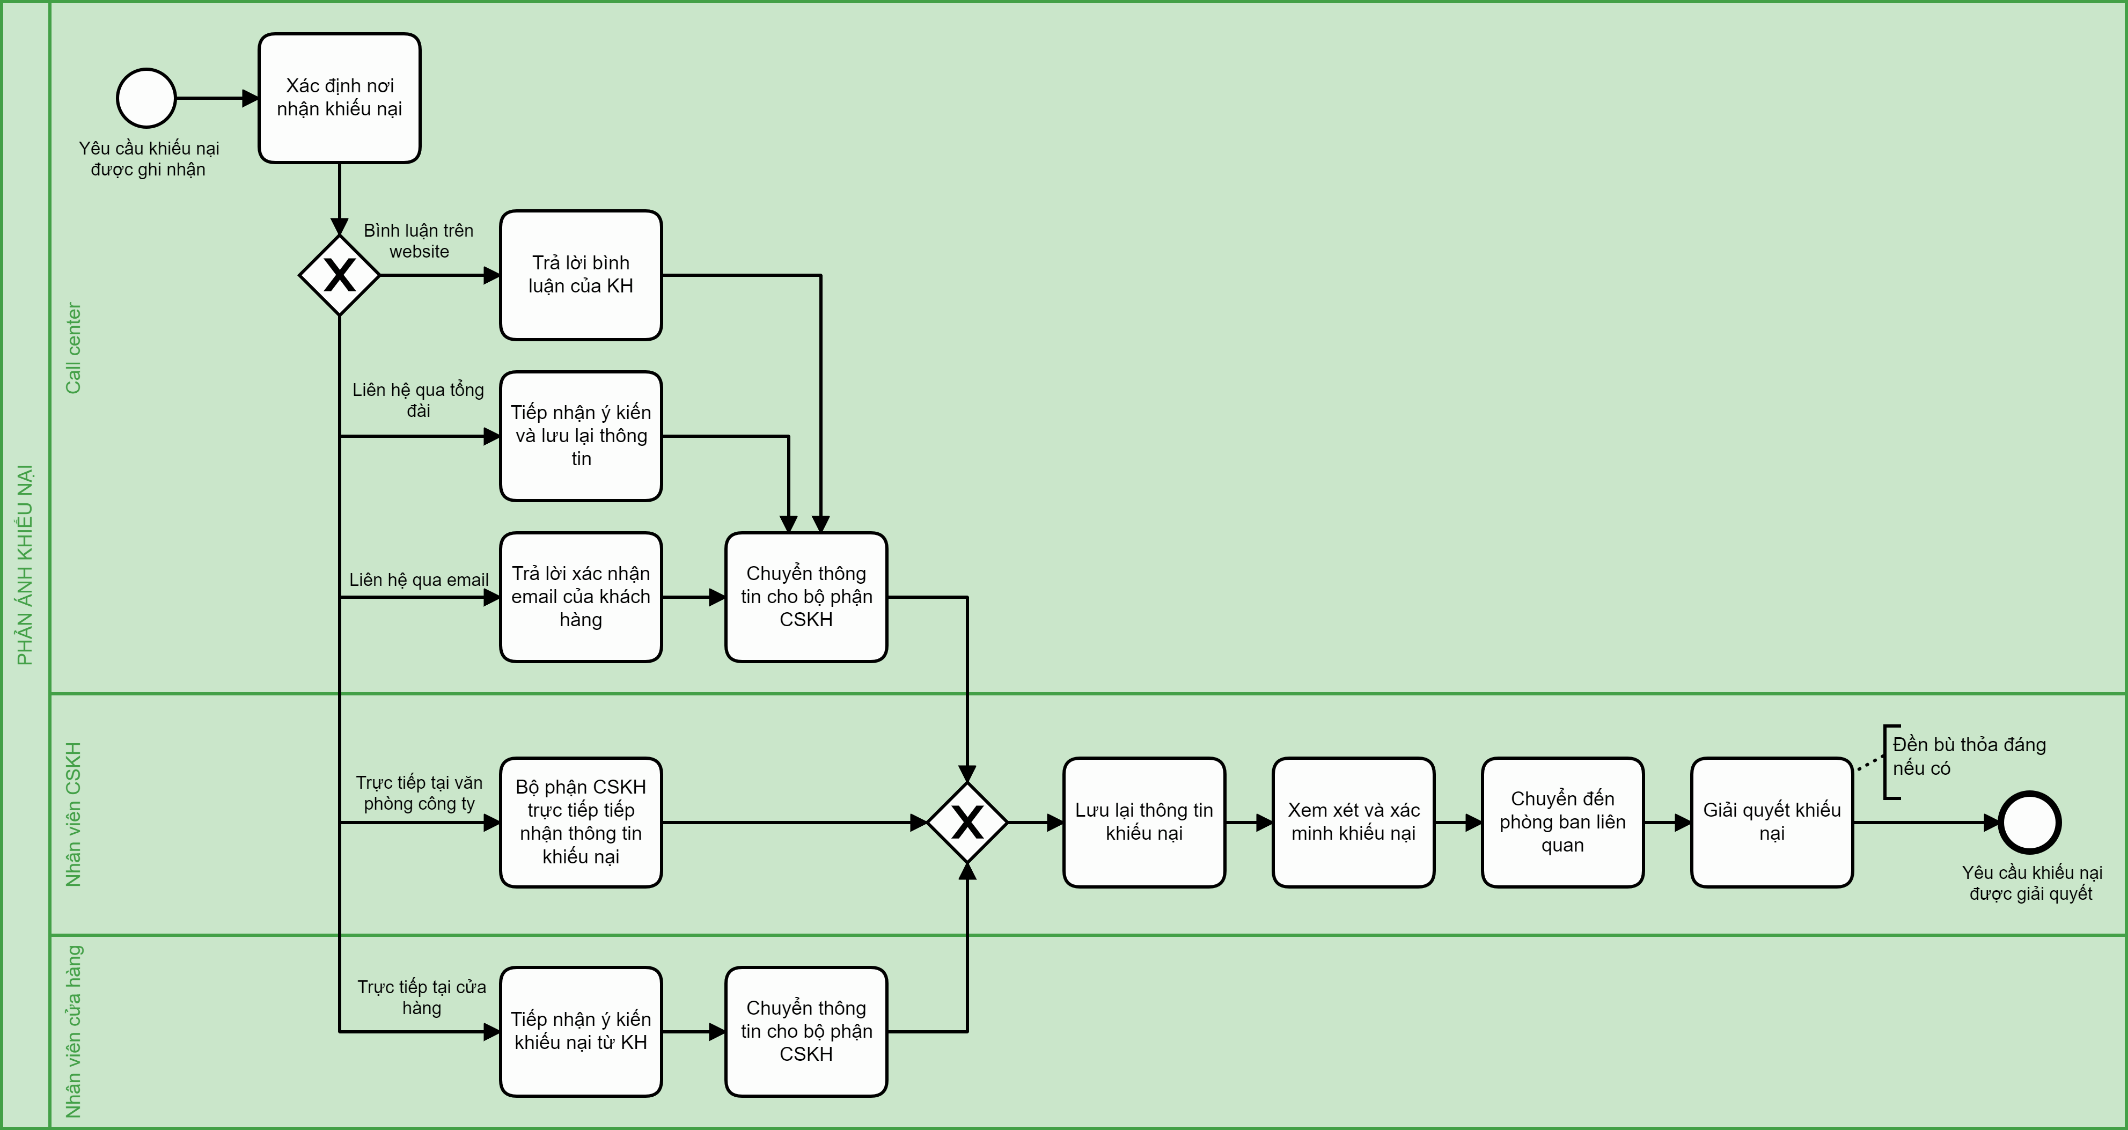 PHẢN ÁNH KHIẾU NẠI
Call center
Yêu cầu khiếu nại
được ghi nhận
Xác định nơi
nhận khiếu nại
Bình luận trên
website
Trả lời bình
luận của KH
Liên hệ qua tổng
đài
Tiếp nhận ý kiến
và lưu lại thông
tin
Liên hệ qua email
Trả lời xác nhận
email của khách
hàng
Chuyển thông
tin cho bộ phận
CSKH
Nhân viên CSKH
Trực tiếp tại văn
phòng công ty
Bộ phận CSKH
trực tiếp tiếp
nhận thông tin
khiếu nại
Lưu lại thông tin
khiếu nại
Xem xét và xác
minh khiếu nại
Chuyển đến
phòng ban liên
quan
Giải quyết khiếu
nại
Đền bù thỏa đáng
nếu có
Yêu cầu khiếu nại
được giải quyết
Nhân viên cửa hàng
Trực tiếp tại cửa
hàng
Tiếp nhận ý kiến
khiếu nại từ KH
Chuyển thông
tin cho bộ phận
CSKH